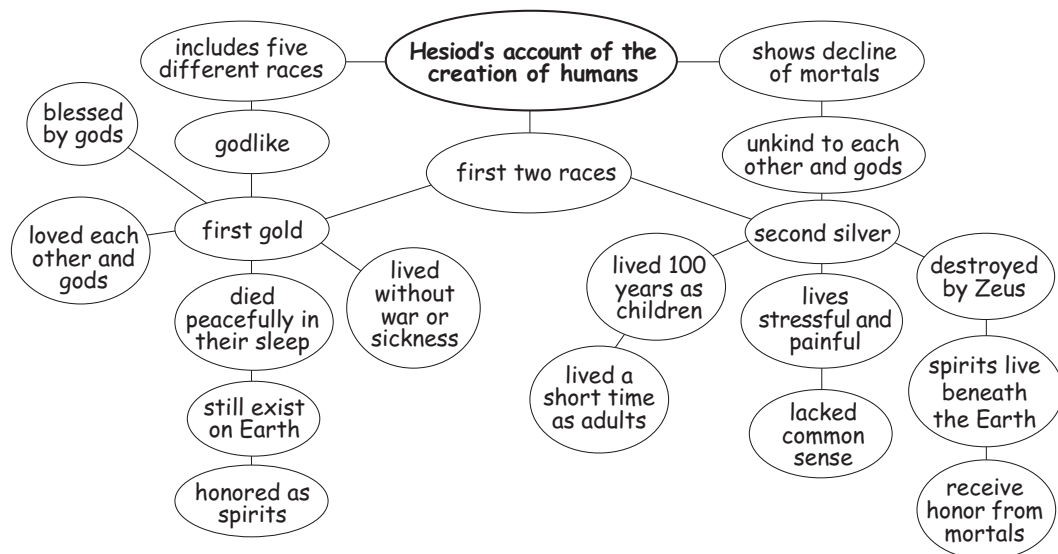 includes five
different races
Hesiod's account of the
creation of humans
shows decline
of mortals
blessed
by gods
godlike
first two races
unkind to each
other and gods
loved each
other and
gods
first gold
second silver
lived
without
war or
sickness
lived 100
years as
children
destroyed
by Zeus
died
peacefully in
their sleep
lives
stressful and
painful
lived a
short time
as adults
spirits live
beneath
the Earth
still exist
on Earth
lacked
common
sense
honored as
spirits
receive
honor from
mortals